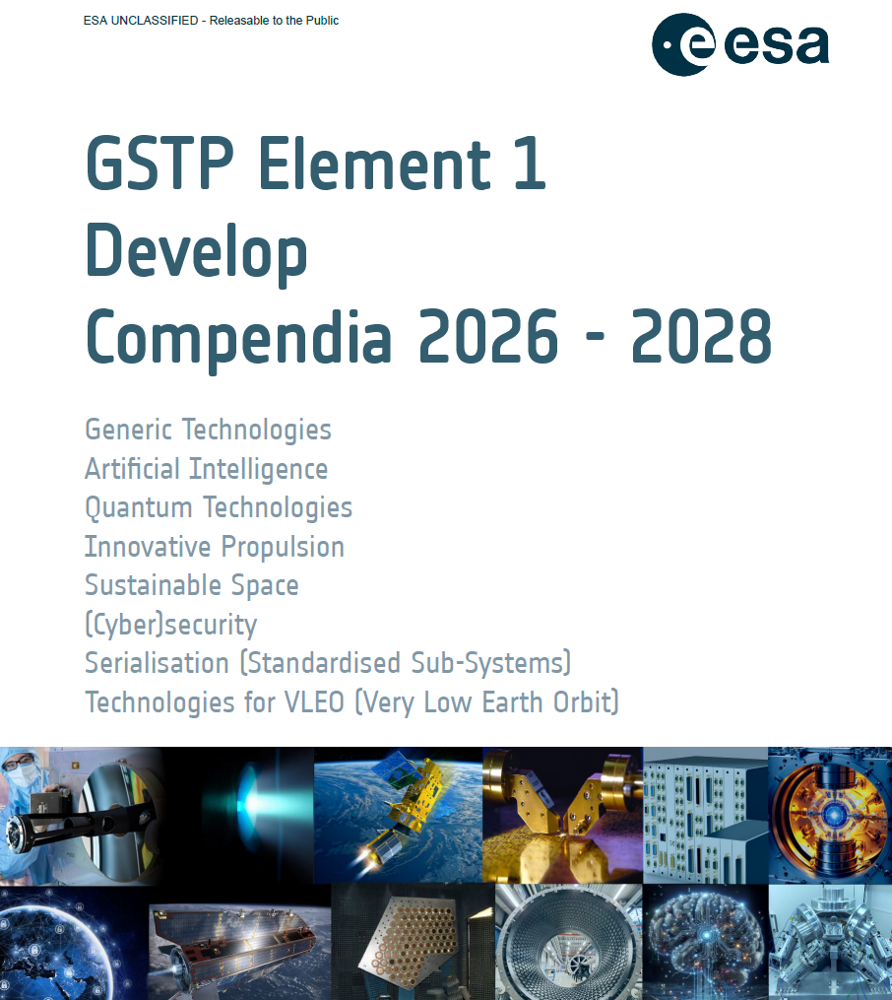 ESA UNCLASSIFIED - Releasable to the Public
esa
GSTP Element 1
Develop
Compendia 2026 - 2028
Generic Technologies
Artificial Intelligence
Quantum Technologies
Innovative Propulsion
Sustainable Space
(Cyber)security
Serialisation (Standardised Sub-Systems)
Technologies for VLEO (Very Low Earth Orbit)